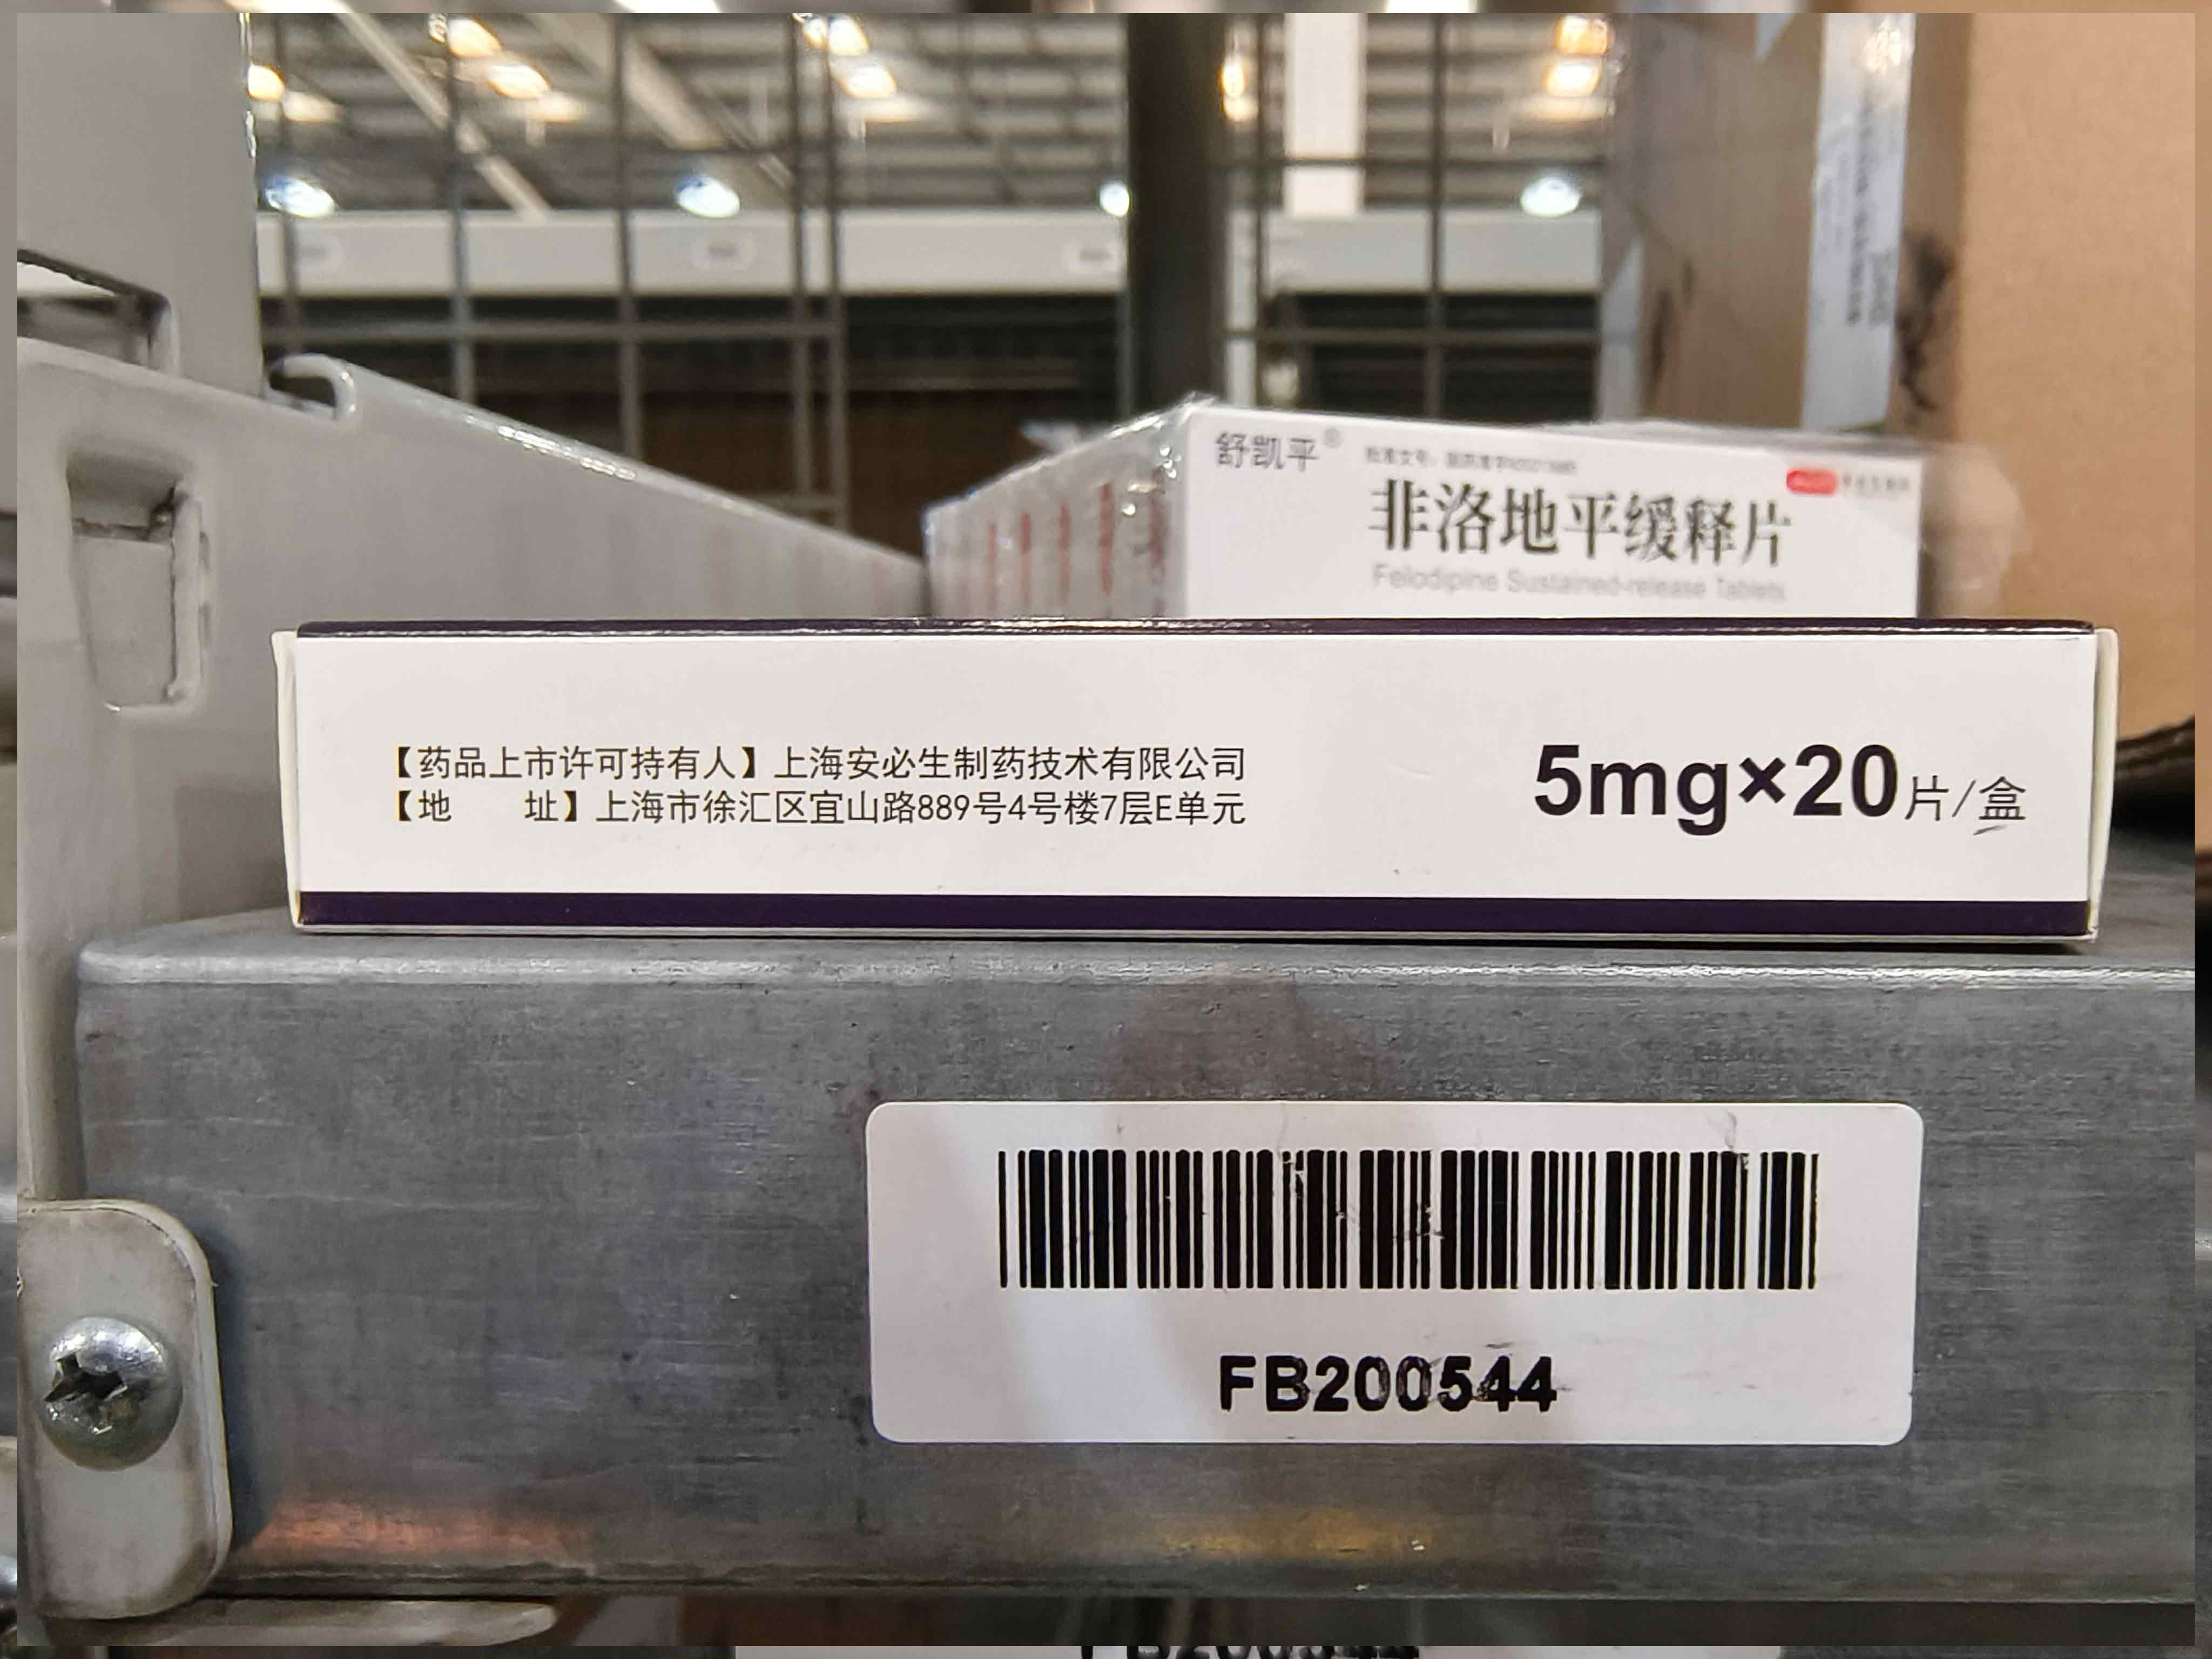 舒凯平®
非洛地平缓释片
Felodipine Sustained-release Tablets
【药品上市许可持有人】上海安必生制药技术有限公司
【地 址】上海市徐汇区宜山路889号4号楼7层E单元
5mg×20片/盒
FB200544